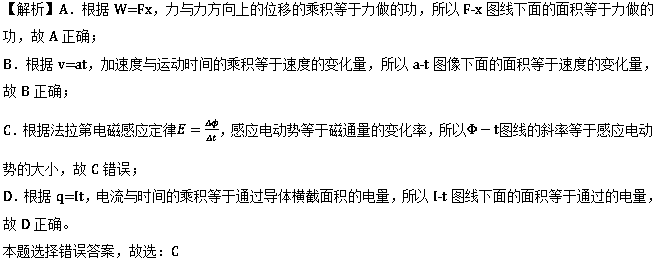 【解析】A．根据 W=Fx，力与力方向上的位移的乘积等于力做的功，所以 F-x 图线下面的面积等于力做的
功，故 A 正确；
B．根据 v=at，加速度与运动时间的乘积等于速度的变化量，所以 a-t 图像下面的面积等于速度的变化量，
故 B 正确；
C．根据法拉第电磁感应定律E = Δϕ/Δt，感应电动势等于磁通量的变化率，所以Φ − t图线的斜率等于感应电动
势的大小，故 C 错误；
D．根据 q=It，电流与时间的乘积等于通过导体横截面积的电量，所以 I-t 图线下面的面积等于通过的电量，
故 D 正确。
本题选择错误答案，故选：C